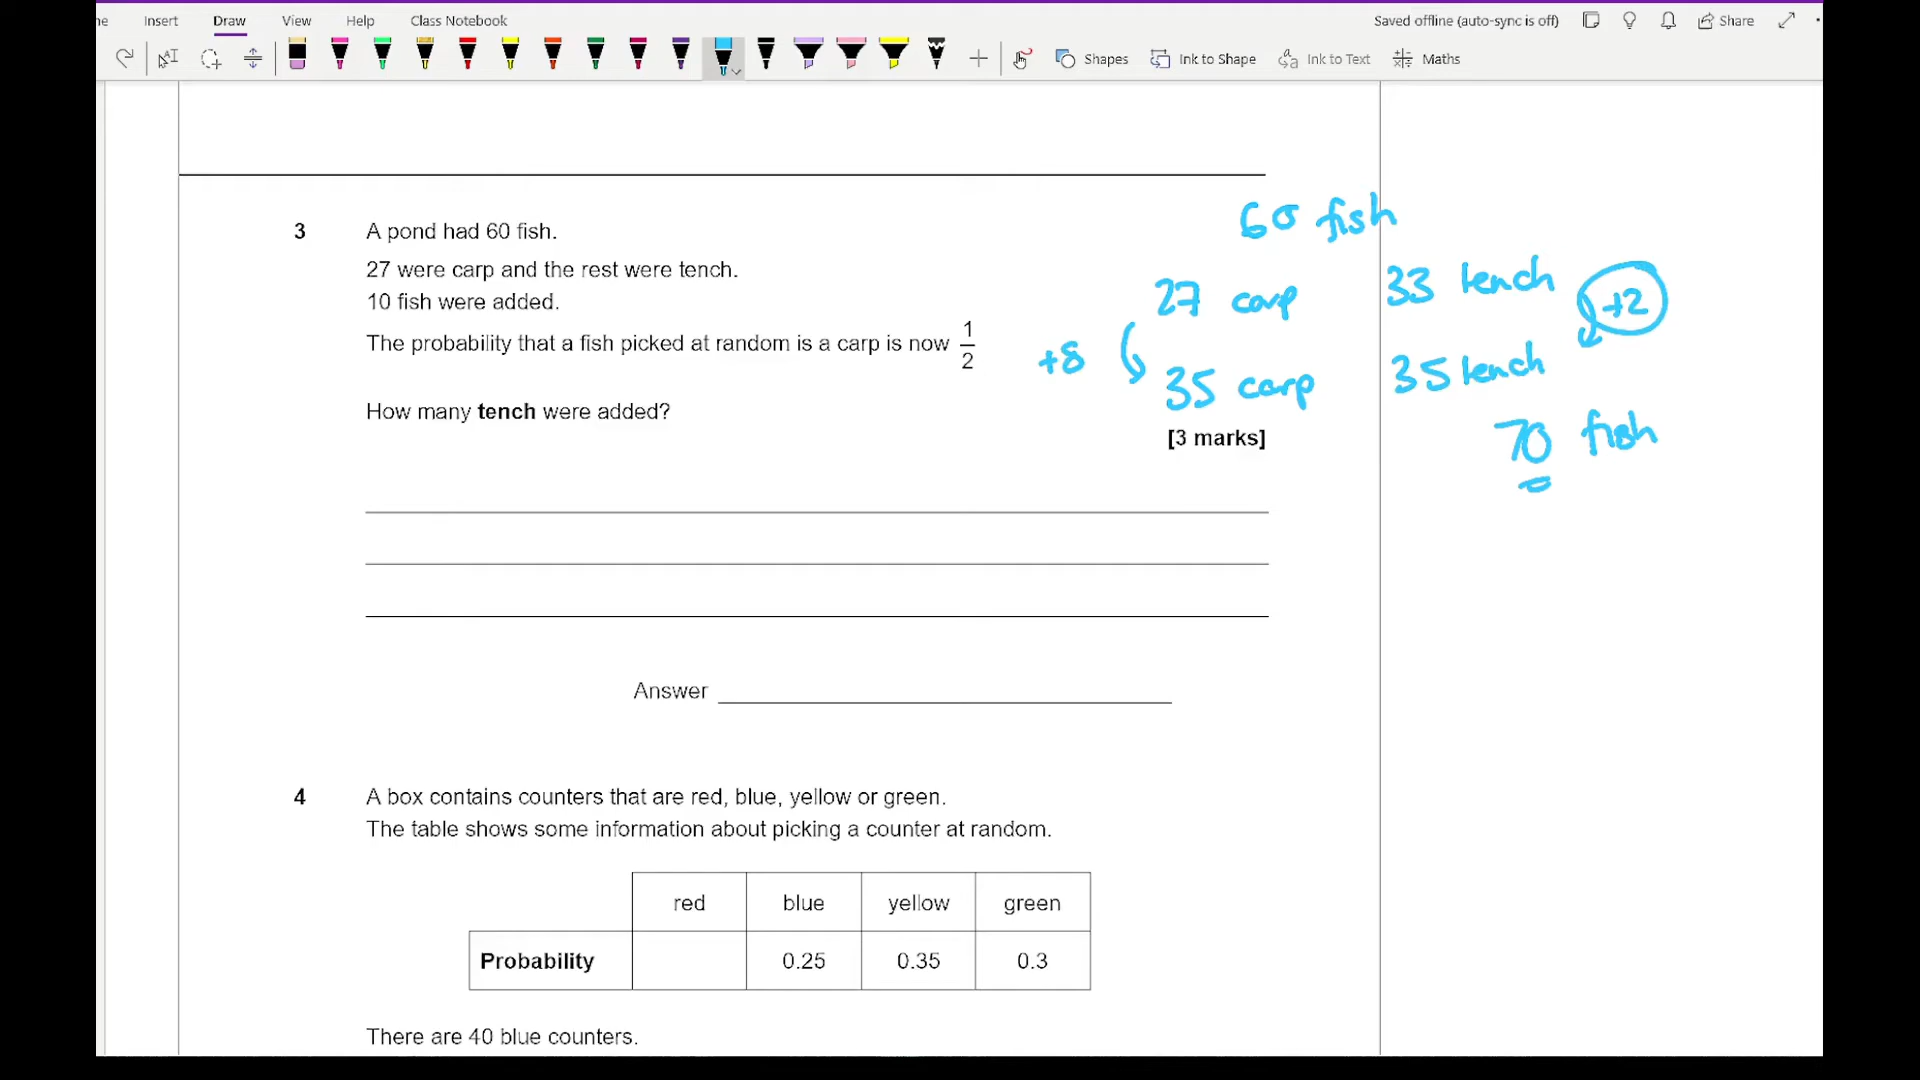 Insert Draw View Help Class Notebook Saved offline (auto-sync is off) Share
Shapes Ink to Shape Ink to Text Maths
3 A pond had 60 fish.
27 were carp and the rest were tench.
10 fish were added.
The probability that a fish picked at random is a carp is now 1/2
How many tench were added?
[3 marks]
60 fish
27 carp 33 tench +2
+8 35 carp 35 tench
70 fish
Answer
4 A box contains counters that are red, blue, yellow or green.
The table shows some information about picking a counter at random.
red blue yellow green
Probability 0.25 0.35 0.3
There are 40 blue counters.